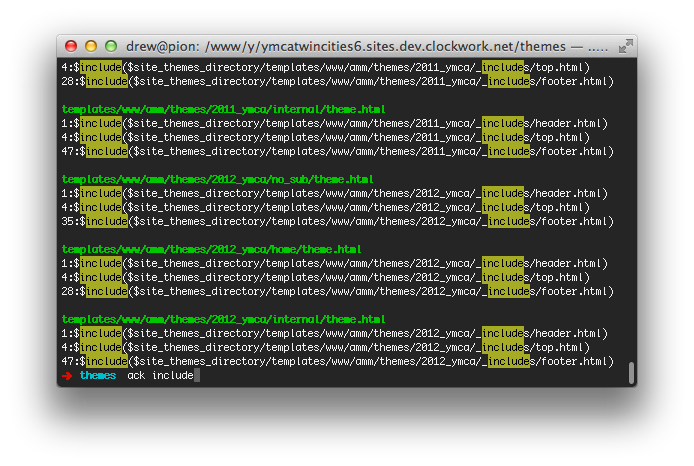 drew@pion: /www/y/ymcatwincities6.sites.dev.clockwork.net/themes — ..…
4:$include($site_themes_directory/templates/www/amm/themes/2011_ymca/_includes/top.html)
28:$include($site_themes_directory/templates/www/amm/themes/2011_ymca/_includes/footer.html)
templates/www/amm/themes/2011_ymca/internal/theme.html
1:$include($site_themes_directory/templates/www/amm/themes/2011_ymca/_includes/header.html)
4:$include($site_themes_directory/templates/www/amm/themes/2011_ymca/_includes/top.html)
47:$include($site_themes_directory/templates/www/amm/themes/2011_ymca/_includes/footer.html)
templates/www/amm/themes/2012_ymca/no_sub/theme.html
1:$include($site_themes_directory/templates/www/amm/themes/2012_ymca/_includes/header.html)
4:$include($site_themes_directory/templates/www/amm/themes/2012_ymca/_includes/top.html)
35:$include($site_themes_directory/templates/www/amm/themes/2012_ymca/_includes/footer.html)
templates/www/amm/themes/2012_ymca/home/theme.html
1:$include($site_themes_directory/templates/www/amm/themes/2012_ymca/_includes/header.html)
4:$include($site_themes_directory/templates/www/amm/themes/2012_ymca/_includes/top.html)
28:$include($site_themes_directory/templates/www/amm/themes/2012_ymca/_includes/footer.html)
templates/www/amm/themes/2012_ymca/internal/theme.html
1:$include($site_themes_directory/templates/www/amm/themes/2012_ymca/_includes/header.html)
4:$include($site_themes_directory/templates/www/amm/themes/2012_ymca/_includes/top.html)
47:$include($site_themes_directory/templates/www/amm/themes/2012_ymca/_includes/footer.html)
➔ themes ack include